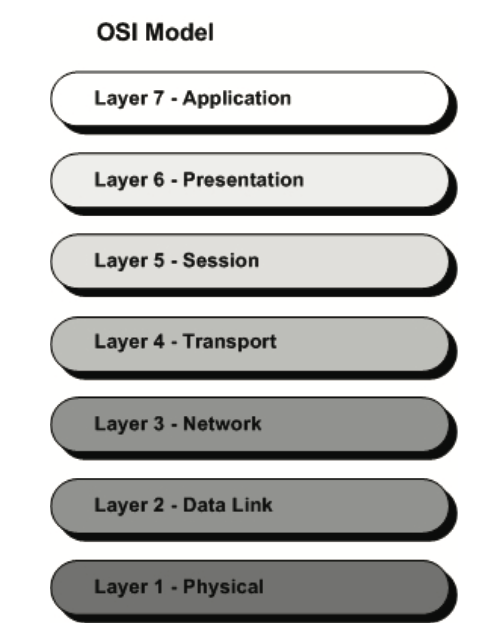 OSI Model
Layer 7 - Application
Layer 6 - Presentation
Layer 5 - Session
Layer 4 - Transport
Layer 3 - Network
Layer 2 - Data Link
Layer 1 - Physical